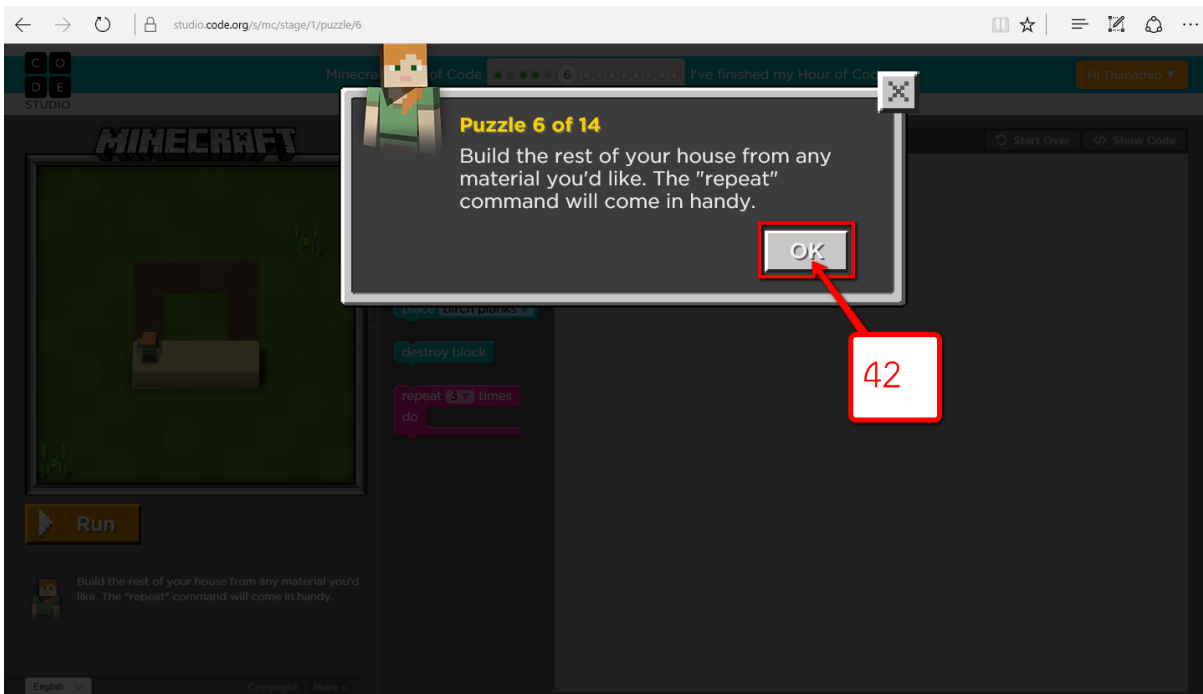 studio.code.org/s/mc/stage/1/puzzle/6
CO
DE
STUDIO
Minecra of Code 6 I've finished my Hour of Co
Hi Thanathip
MINECRAFT
Start Over
Show Code
Puzzle 6 of 14
Build the rest of your house from any
material you'd like. The "repeat"
command will come in handy.
OK
place birch planks
destroy block
repeat 3 times
do
42
Run
Build the rest of your house from any material you'd
like. The "repeat" command will come in handy.
English
Copyright | More